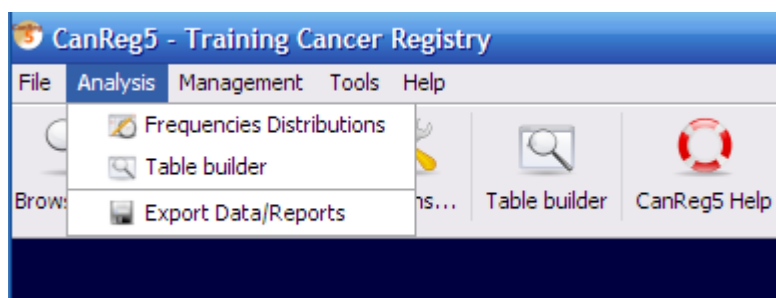 CanReg5 - Training Cancer Registry
File Analysis Management Tools Help
Frequencies Distributions
Table builder
Export Data/Reports
Table builder CanReg5 Help